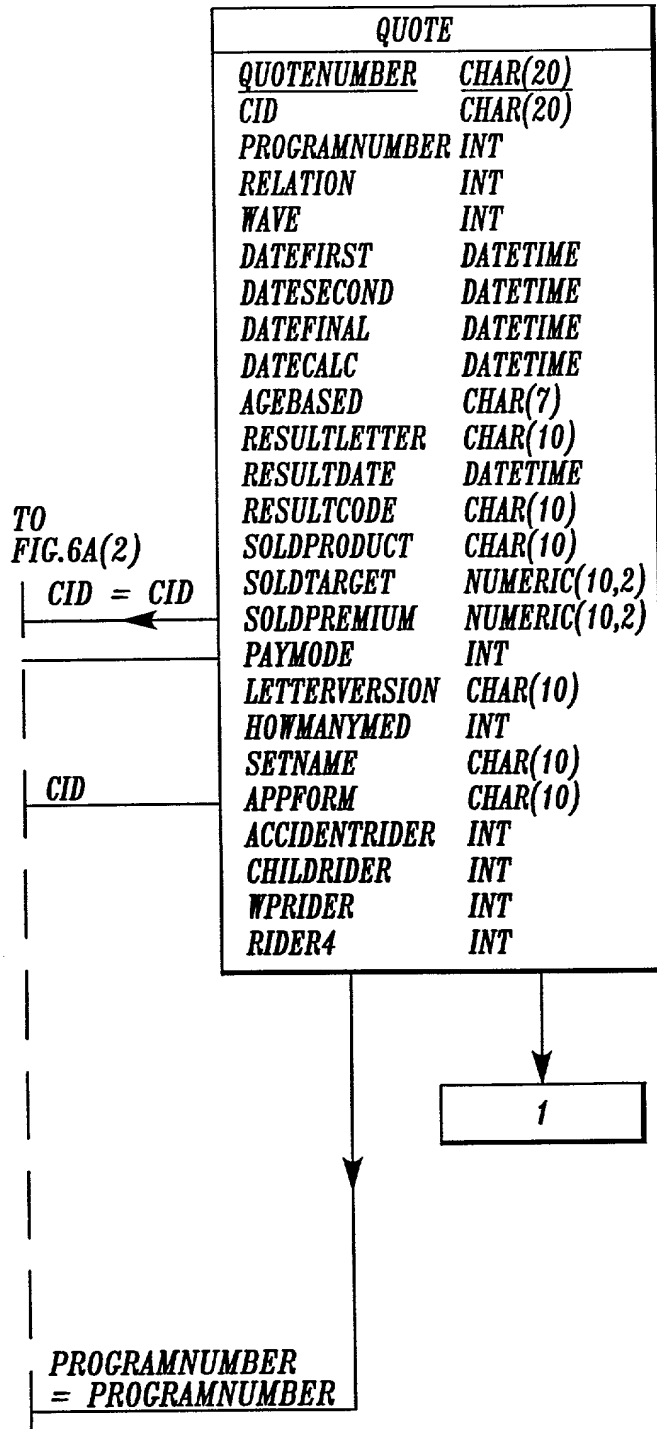 QUOTE
QUOTENUMBER CHAR(20)
CID CHAR(20)
PROGRAMNUMBER INT
RELATION INT
WAVE INT
DATEFIRST DATETIME
DATESECOND DATETIME
DATEFINAL DATETIME
DATECALC DATETIME
AGEBASED CHAR(7)
RESULTLETTER CHAR(10)
RESULTDATE DATETIME
RESULTCODE CHAR(10)
SOLDPRODUCT CHAR(10)
SOLDTARGET NUMERIC(10,2)
SOLDPREMIUM NUMERIC(10,2)
PAYMODE INT
LETTERVERSION CHAR(10)
HOWMANYMED INT
SETNAME CHAR(10)
APPFORM CHAR(10)
ACCIDENTRIDER INT
CHILDRIDER INT
WPRIDER INT
RIDER4 INT
TO
FIG.6A(2)
CID = CID
CID
1
PROGRAMNUMBER
= PROGRAMNUMBER